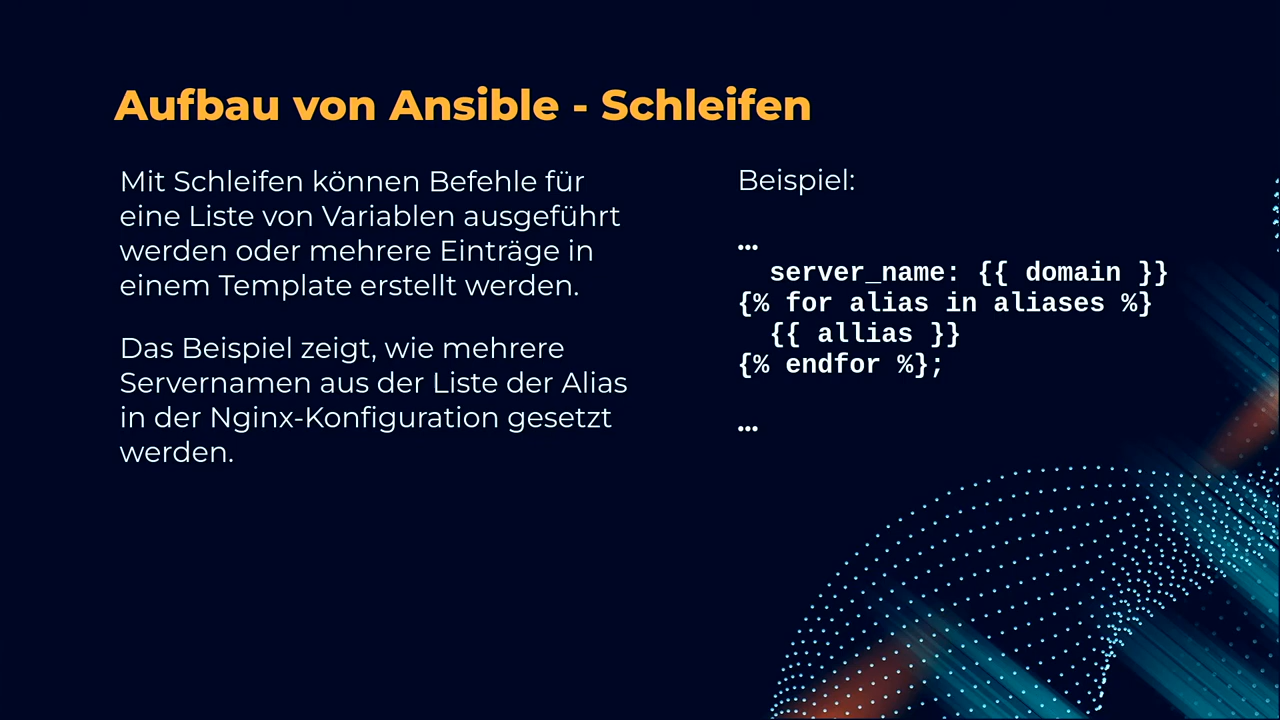 Aufbau von Ansible - Schleifen
Mit Schleifen können Befehle für
eine Liste von Variablen ausgeführt
werden oder mehrere Einträge in
einem Template erstellt werden.
Das Beispiel zeigt, wie mehrere
Servernamen aus der Liste der Alias
in der Nginx-Konfiguration gesetzt
werden.
Beispiel:
…
  server_name: {{ domain }}
{% for alias in aliases %}
  {{ allias }}
{% endfor %};
…